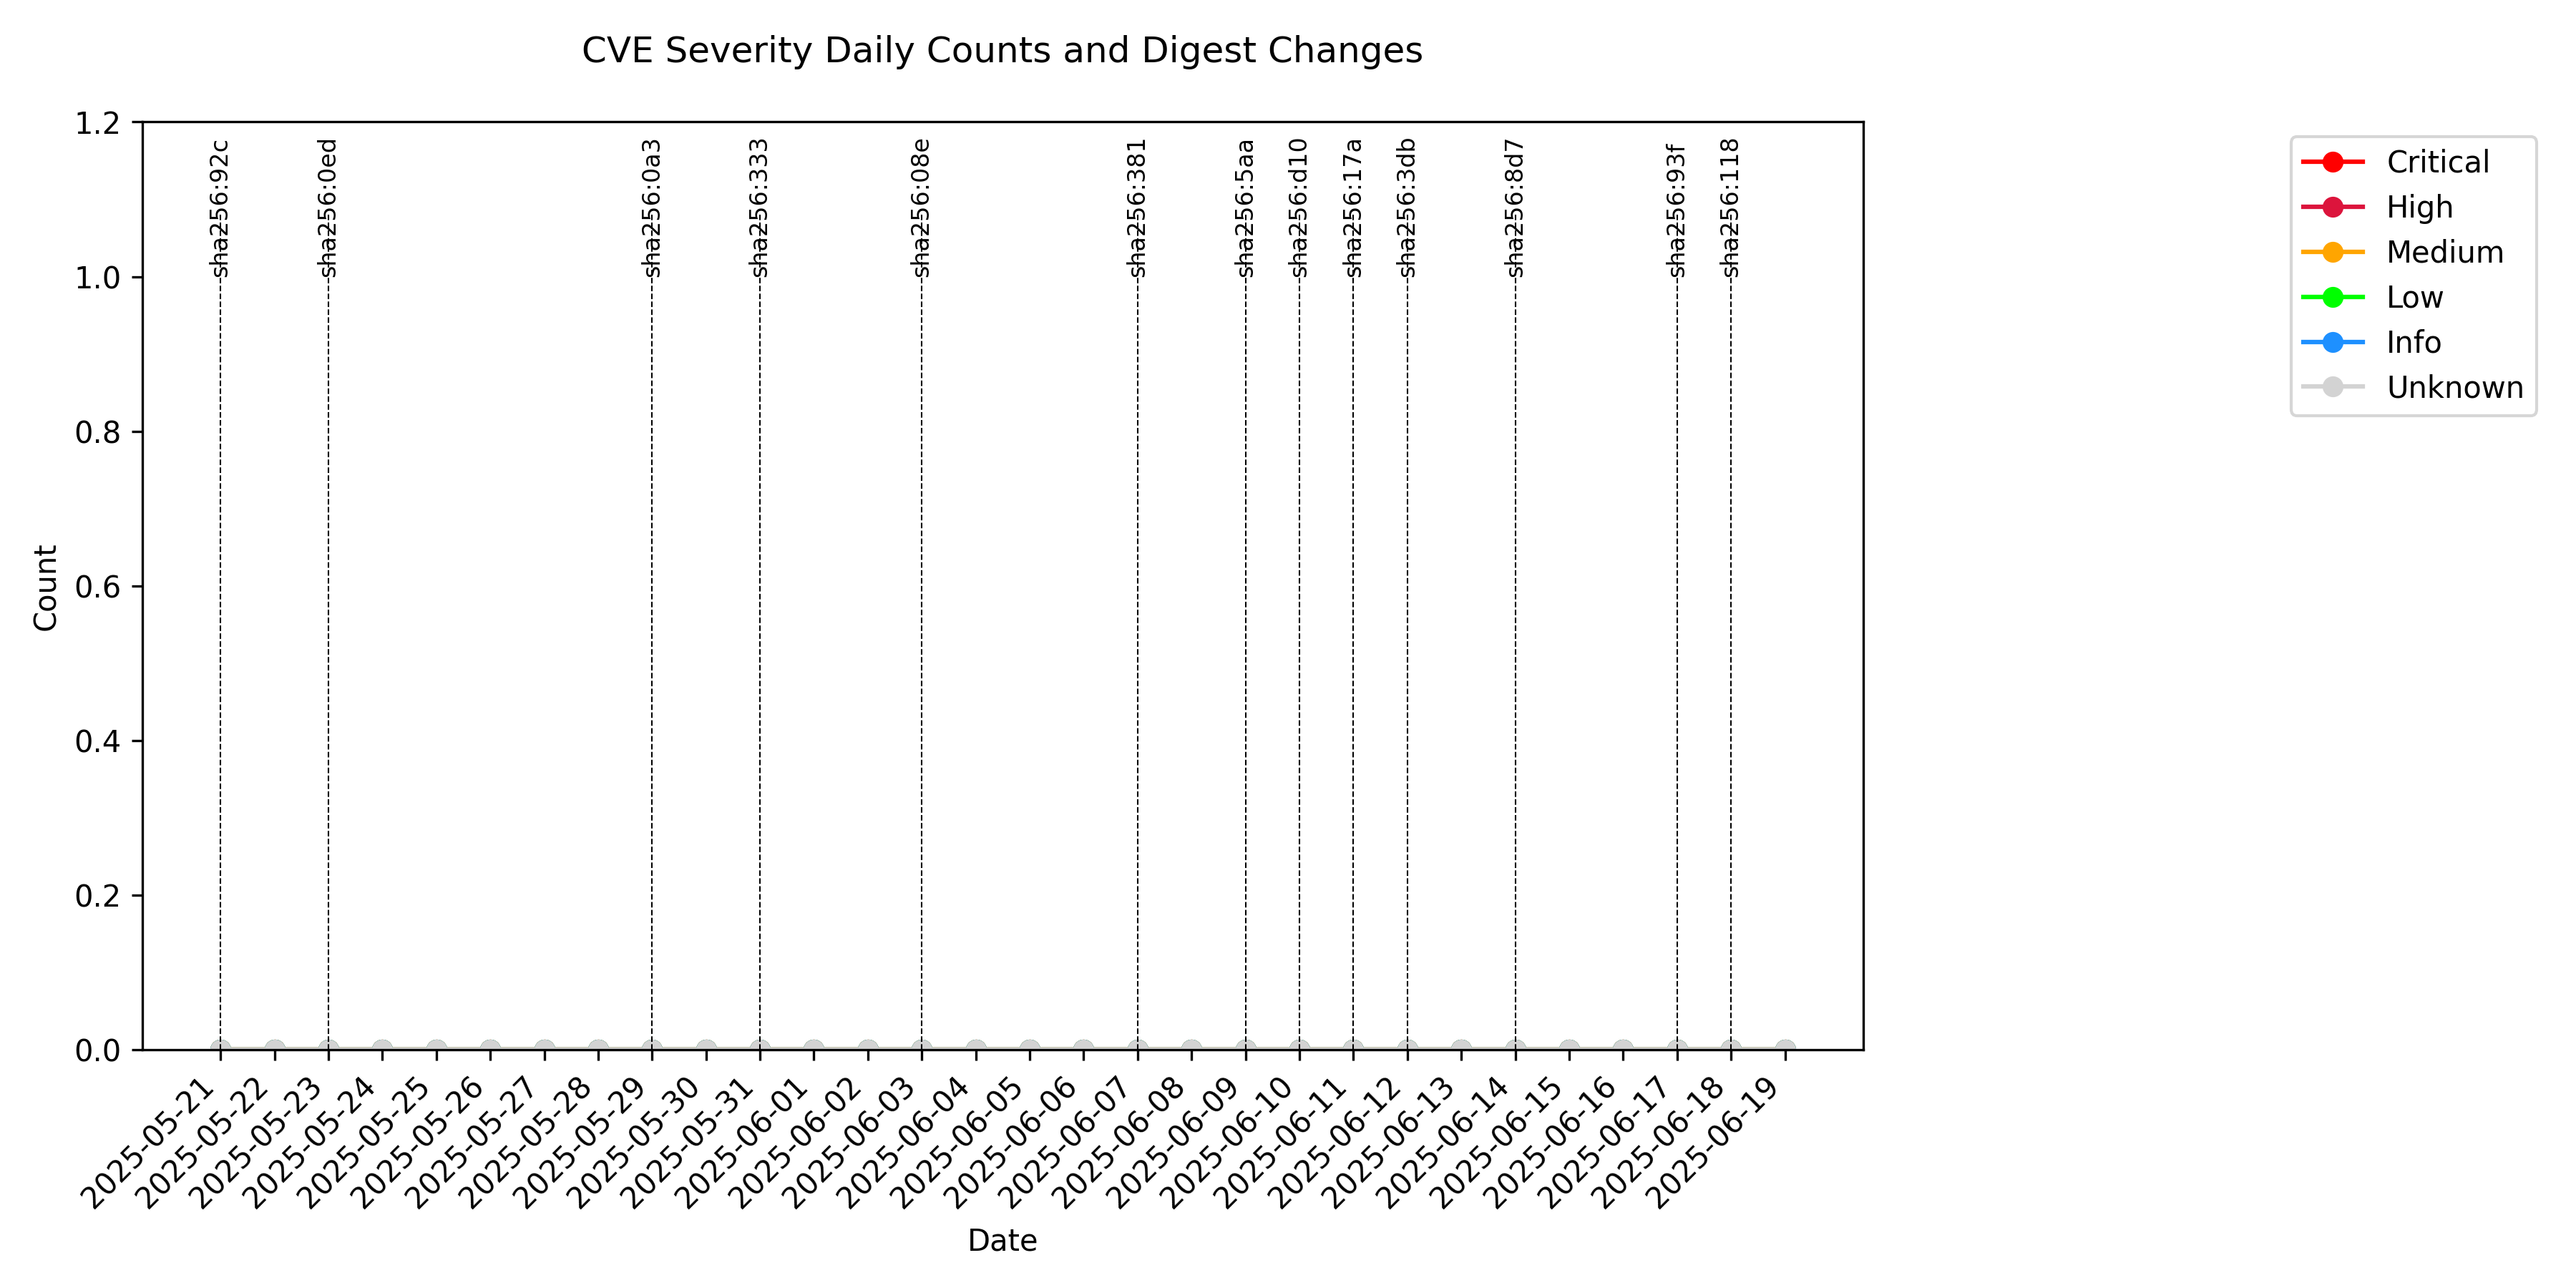 CVE Severity Daily Counts and Digest Changes
1.2
1.0
0.8
0.6
0.4
0.2
0.0
Count
sha256:92c
sha256:0ed
sha256:0a3
sha256:333
sha256:08e
sha256:381
sha256:5aa
sha256:d10
sha256:17a
sha256:3db
sha256:8d7
sha256:93f
sha256:118
Critical
High
Medium
Low
Info
Unknown
2025-05-21
2025-05-22
2025-05-23
2025-05-24
2025-05-25
2025-05-26
2025-05-27
2025-05-28
2025-05-29
2025-05-30
2025-05-31
2025-06-01
2025-06-02
2025-06-03
2025-06-04
2025-06-05
2025-06-06
2025-06-07
2025-06-08
2025-06-09
2025-06-10
2025-06-11
2025-06-12
2025-06-13
2025-06-14
2025-06-15
2025-06-16
2025-06-17
2025-06-18
2025-06-19
Date